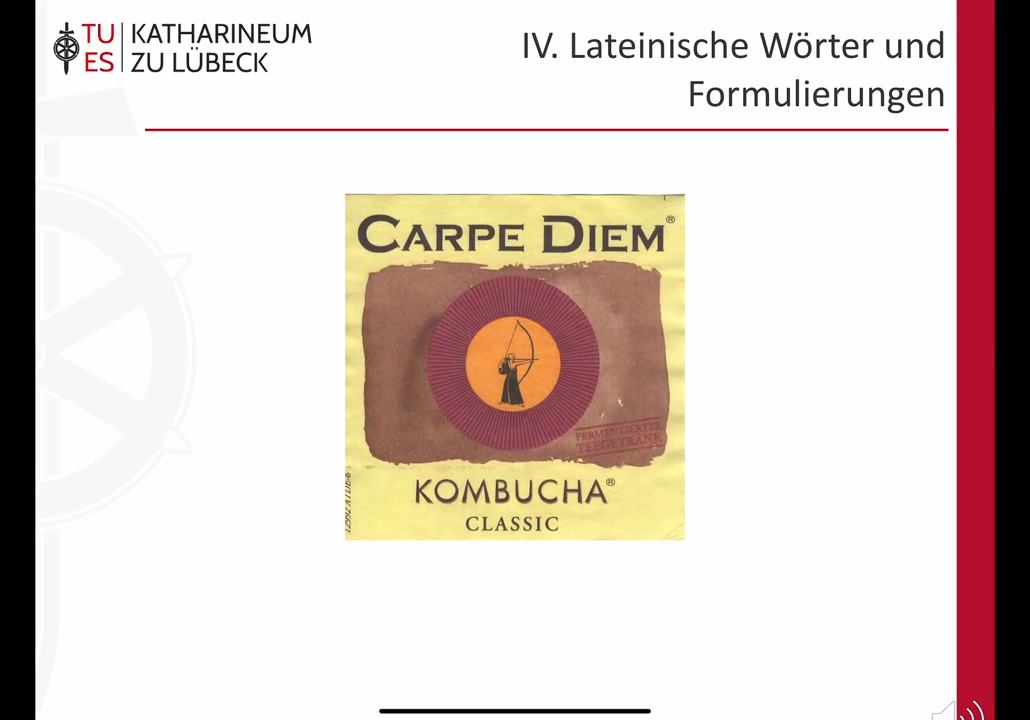 TU
ES
KATHARINEUM
ZU LÜBECK
IV. Lateinische Wörter und
Formulierungen
CARPE DIEM®
FERMENTIERTES
TEEGETRÄNK
KOMBUCHA®
CLASSIC